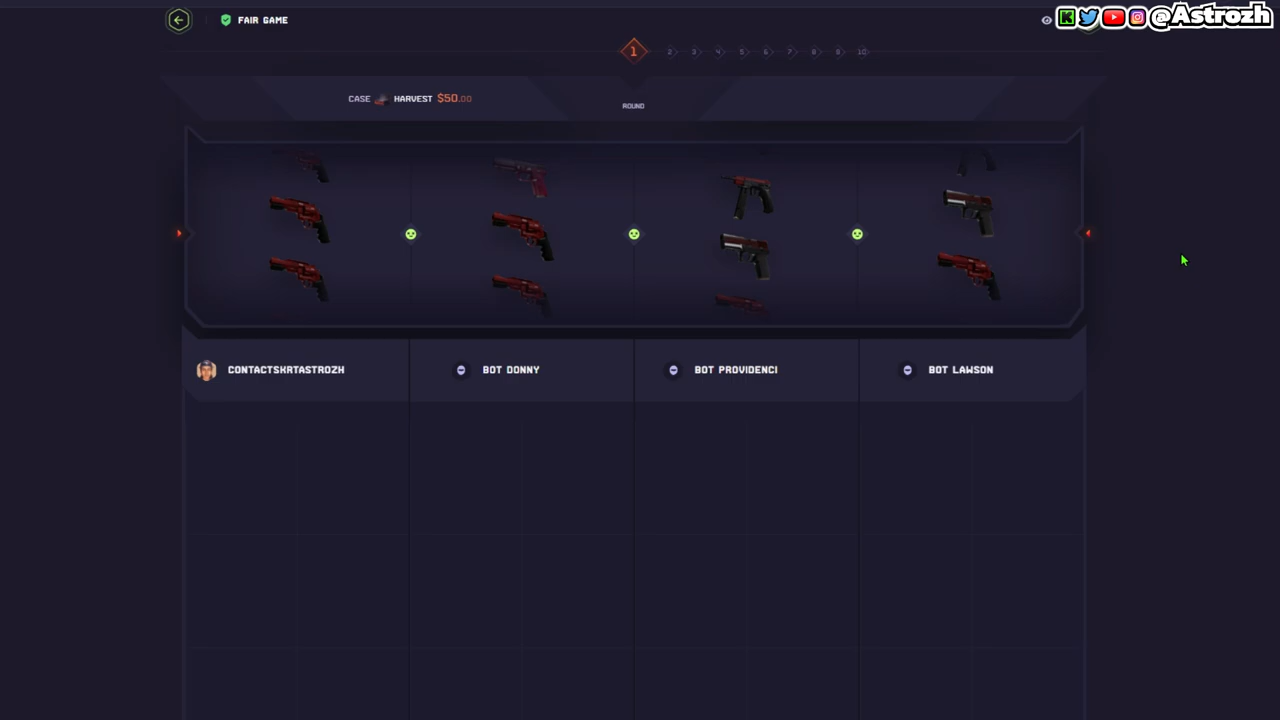 FAIR GAME
@Astrozh
1 2 3 4 5 6 7 8 9 10
CASE HARVEST $50.00
ROUND
CONTACTSKRTASTROZH
BOT DONNY
BOT PROVIDENCI
BOT LAWSON